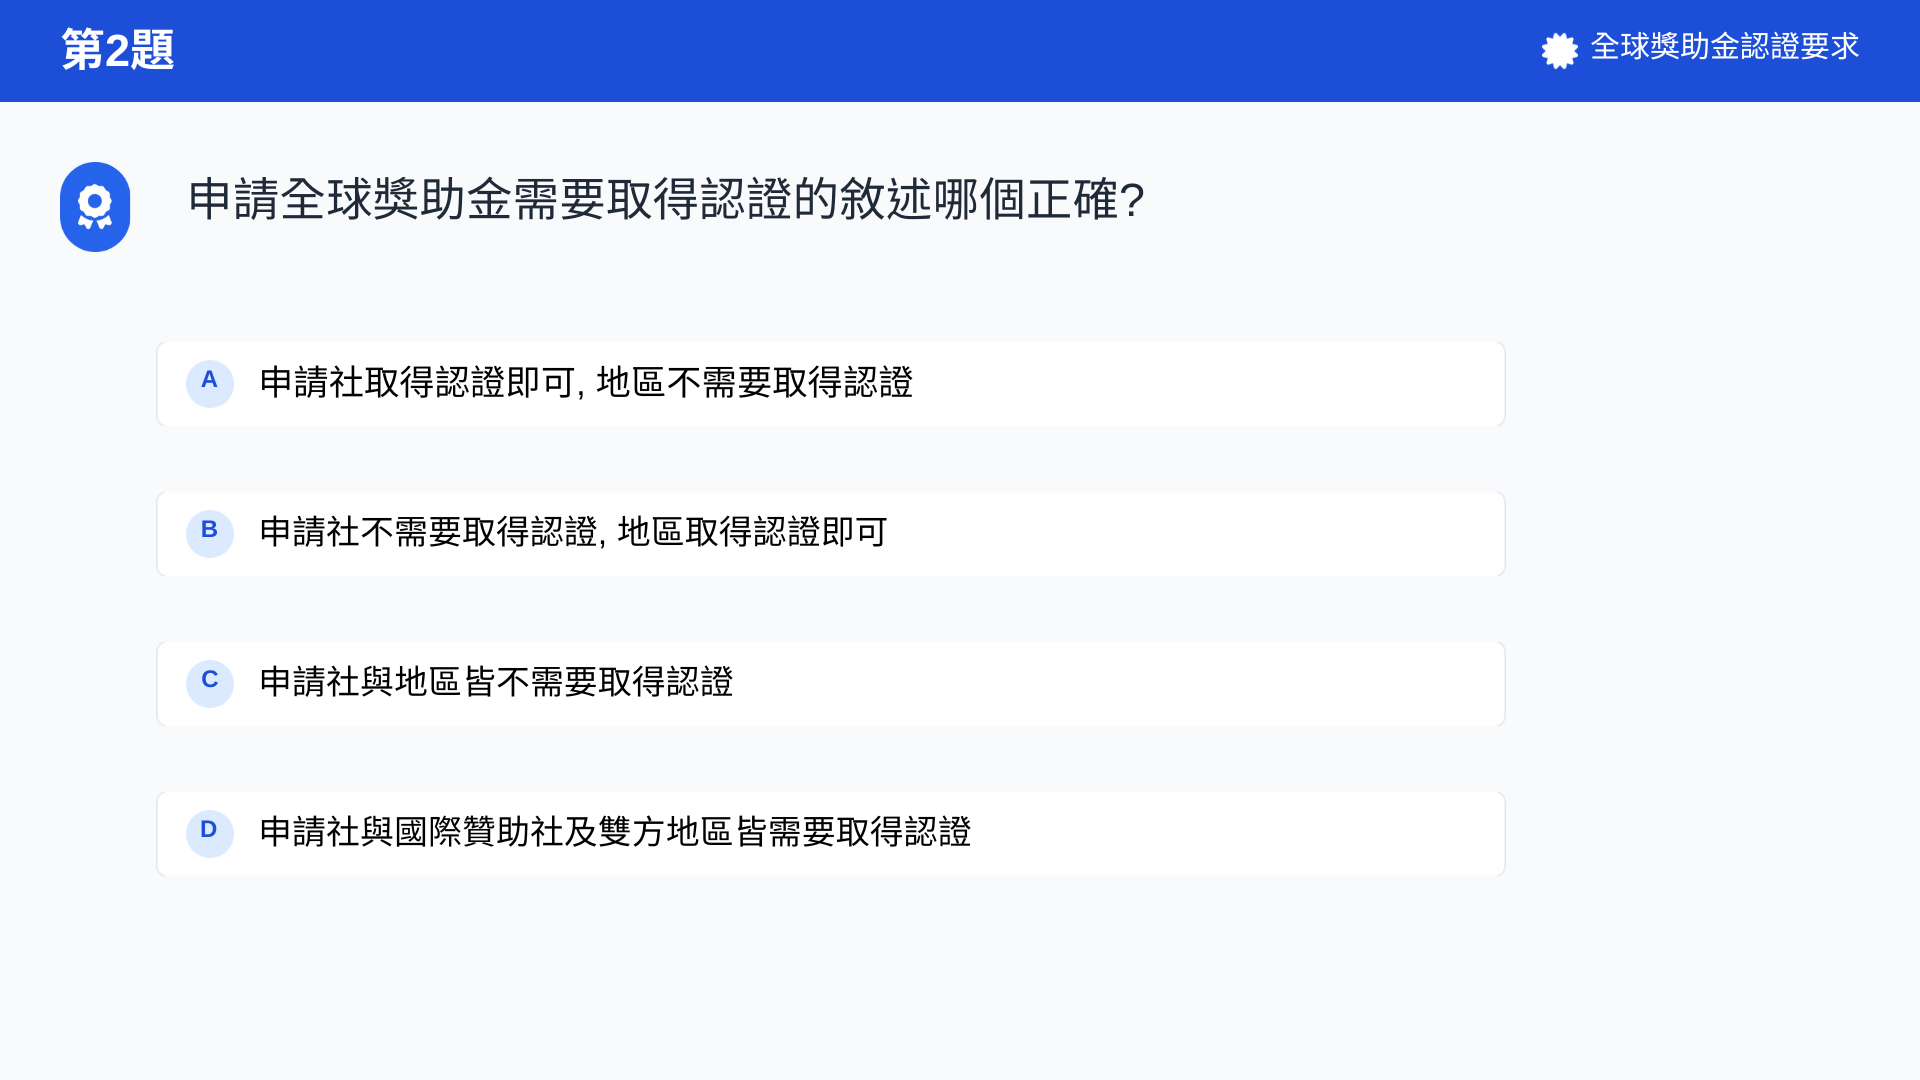 第2題
全球獎助金認證要求
申請全球獎助金需要取得認證的敘述哪個正確?
A 申請社取得認證即可, 地區不需要取得認證
B 申請社不需要取得認證, 地區取得認證即可
C 申請社與地區皆不需要取得認證
D 申請社與國際贊助社及雙方地區皆需要取得認證